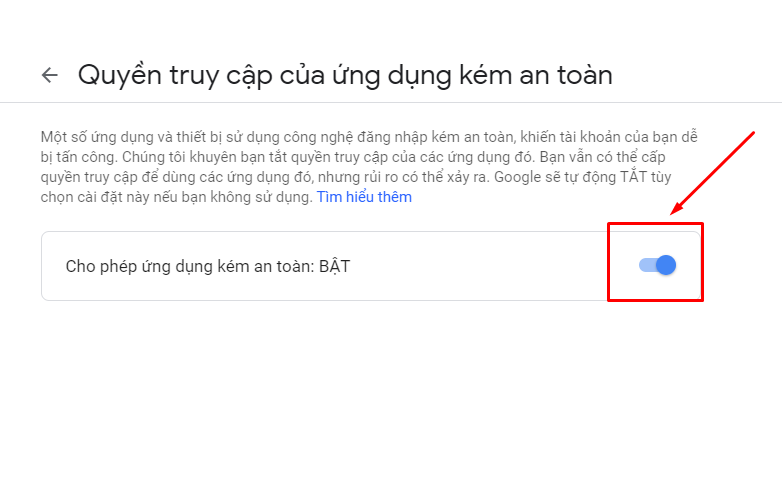 Quyền truy cập của ứng dụng kém an toàn
Một số ứng dụng và thiết bị sử dụng công nghệ đăng nhập kém an toàn, khiến tài khoản của bạn dễ
bị tấn công. Chúng tôi khuyên bạn tắt quyền truy cập của các ứng dụng đó. Bạn vẫn có thể cấp
quyền truy cập để dùng các ứng dụng đó, nhưng rủi ro có thể xảy ra. Google sẽ tự động TẮT tùy
chọn cài đặt này nếu bạn không sử dụng. Tìm hiểu thêm
Cho phép ứng dụng kém an toàn: BẬT